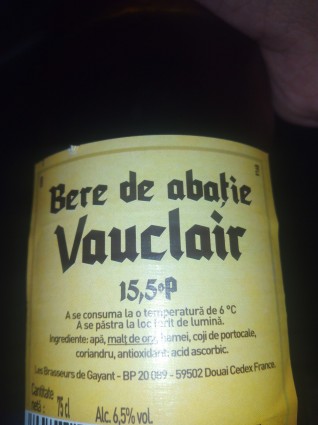 Bere de abație
Vauclair
15,5°P
A se consuma la o temperatură de 6 °C
A se păstra la loc ferit de lumină.
Ingrediente: apă, malț de orz, hamei, coji de portocale,
coriandru, antioxidant: acid ascorbic.
Les Brasseurs de Gayant - BP 20 089 - 59502 Douai Cedex France.
Cantitate
netă: 75 cl Alc. 6,5% vol.